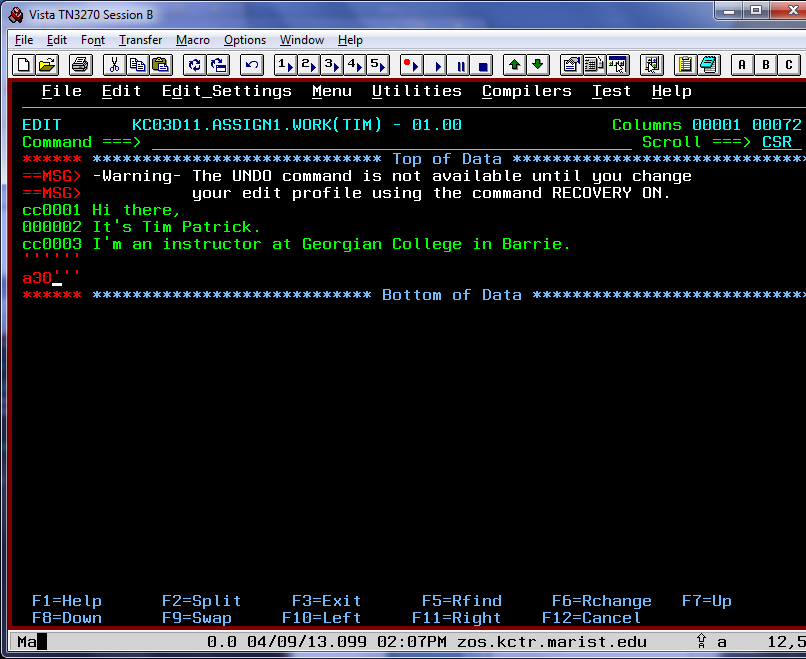 Vista TN3270 Session B
File Edit Font Transfer Macro Options Window Help
1 2 3 4 5 A B C
File Edit Edit_Settings Menu Utilities Compilers Test Help
EDIT KC03D11.ASSIGN1.WORK(TIM) - 01.00 Columns 00001 00072
Command ===> Scroll ===> CSR
****** ***************************** Top of Data ******************************
==MSG> -Warning- The UNDO command is not available until you change
==MSG> your edit profile using the command RECOVERY ON.
cc0001 Hi there,
000002 It's Tim Patrick.
cc0003 I'm an instructor at Georgian College in Barrie.
''''''
a30'''
****** **************************** Bottom of Data ****************************
F1=Help F2=Split F3=Exit F5=Rfind F6=Rchange F7=Up
F8=Down F9=Swap F10=Left F11=Right F12=Cancel
Ma 0.0 04/09/13.099 02:07PM zos.kctr.marist.edu a 12,5